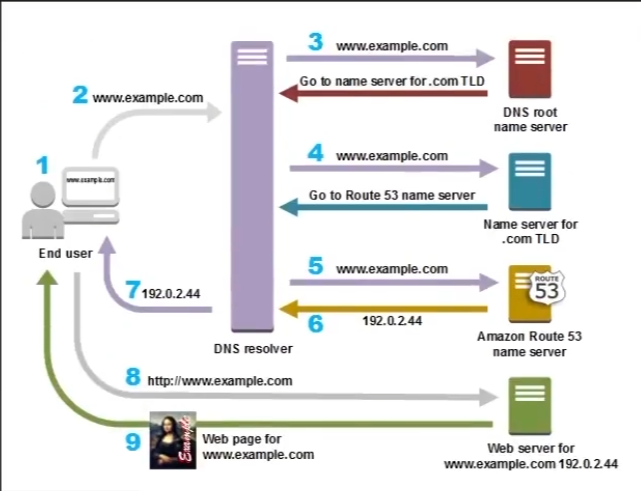 3 www.example.com
Go to name server for .com TLD
2 www.example.com
DNS root
name server
1
www.example.com
4 www.example.com
Go to Route 53 name server
Name server for
.com TLD
End user
5 www.example.com
ROUTE
53
7 192.0.2.44
6 192.0.2.44
DNS resolver
Amazon Route 53
name server
8 http://www.example.com
9
Example
Web page for
www.example.com
Web server for
www.example.com 192.0.2.44